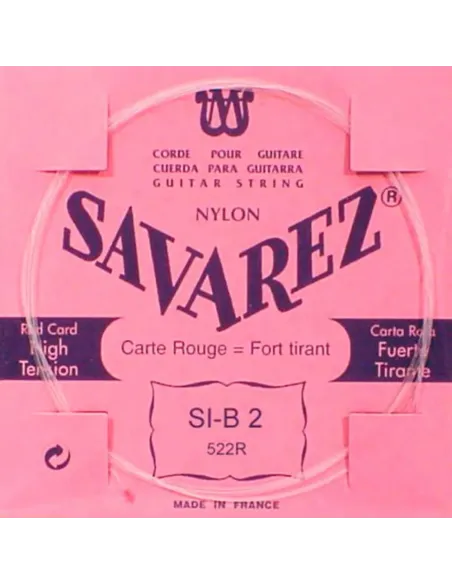 CORDE POUR GUITARE
CUERDA PARA GUITARRA
GUITAR STRING
NYLON
SAVAREZ®
Red Card
High
Tension
Carte Rouge = Fort tirant
Carta Roja
Fuerte
Tirante
SI-B 2
522R
MADE IN FRANCE